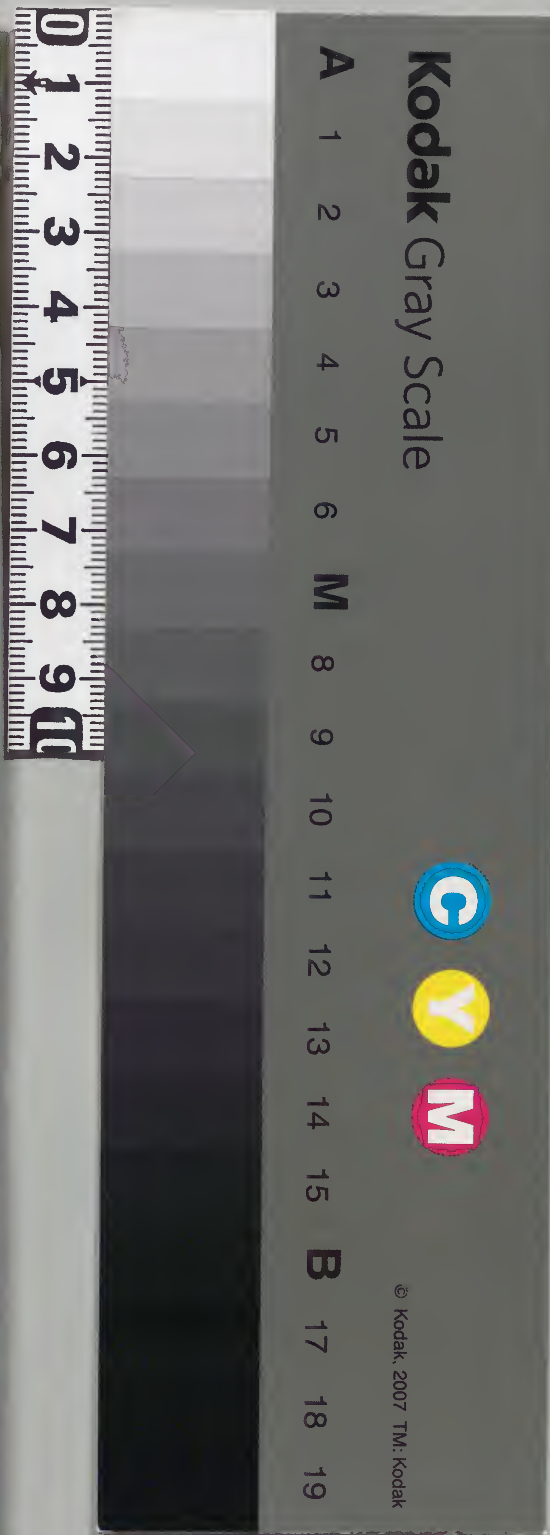 Kodak Gray Scale
C Y M
© Kodak, 2007 TM: Kodak
A 1 2 3 4 5 6 M 8 9 10 11 12 13 14 15 B 17 18 19
0 1 2 3 4 5 6 7 8 9 10